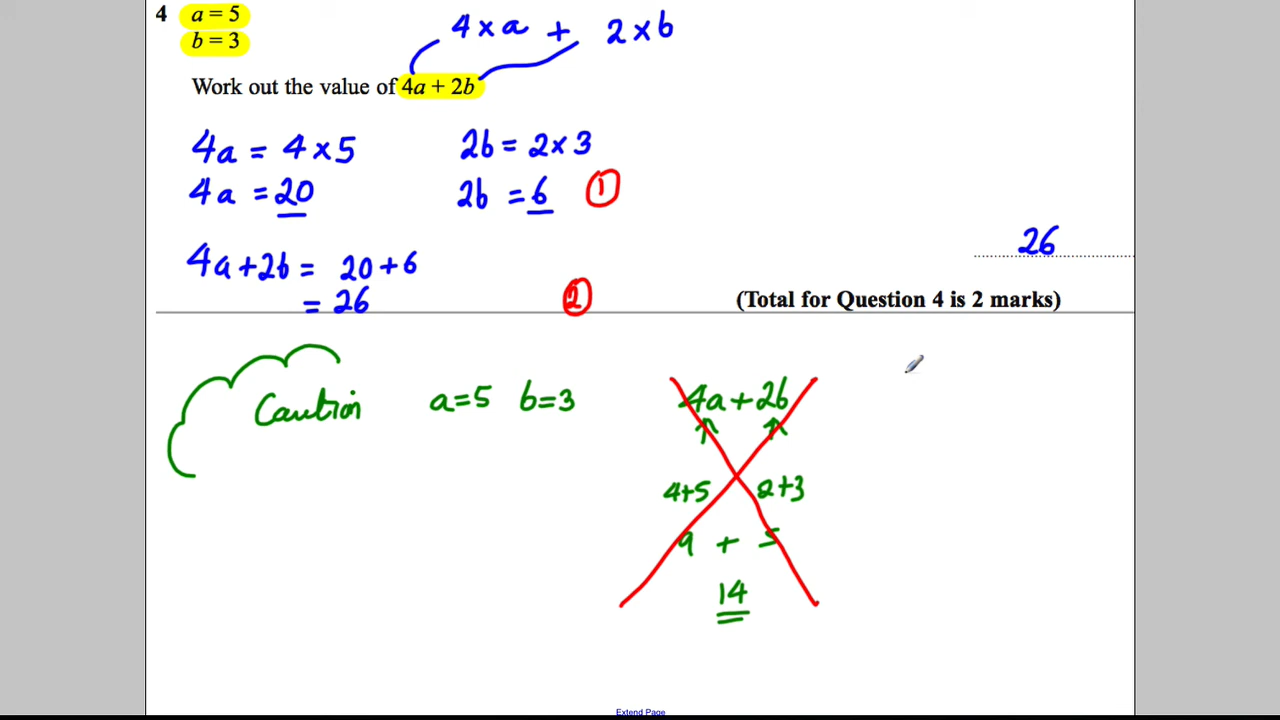 4 a = 5
b = 3
4 × a + 2 × b
Work out the value of 4a + 2b
4a = 4 × 5 2b = 2 × 3
4a = 20 2b = 6 1
26
4a + 2b = 20 + 6
= 26 2
(Total for Question 4 is 2 marks)
Caution a = 5 b = 3 4a + 2b
4+5 2+3
9 + 5
14
Extend Page